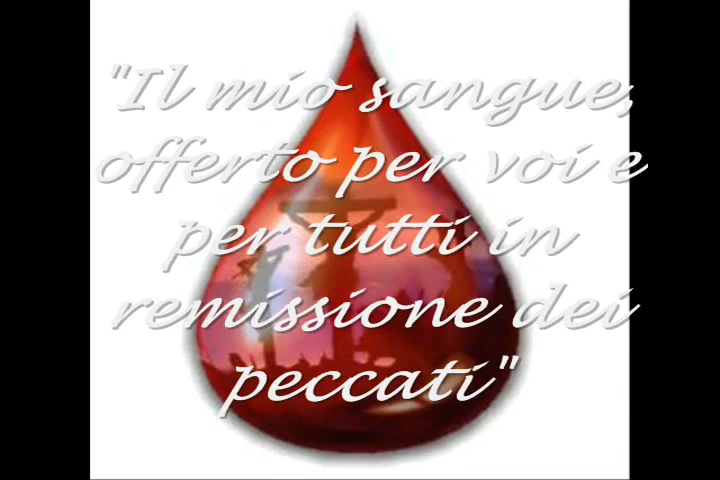 "Il mio sangue,
offerto per voi e
per tutti in
remissione dei
peccati"